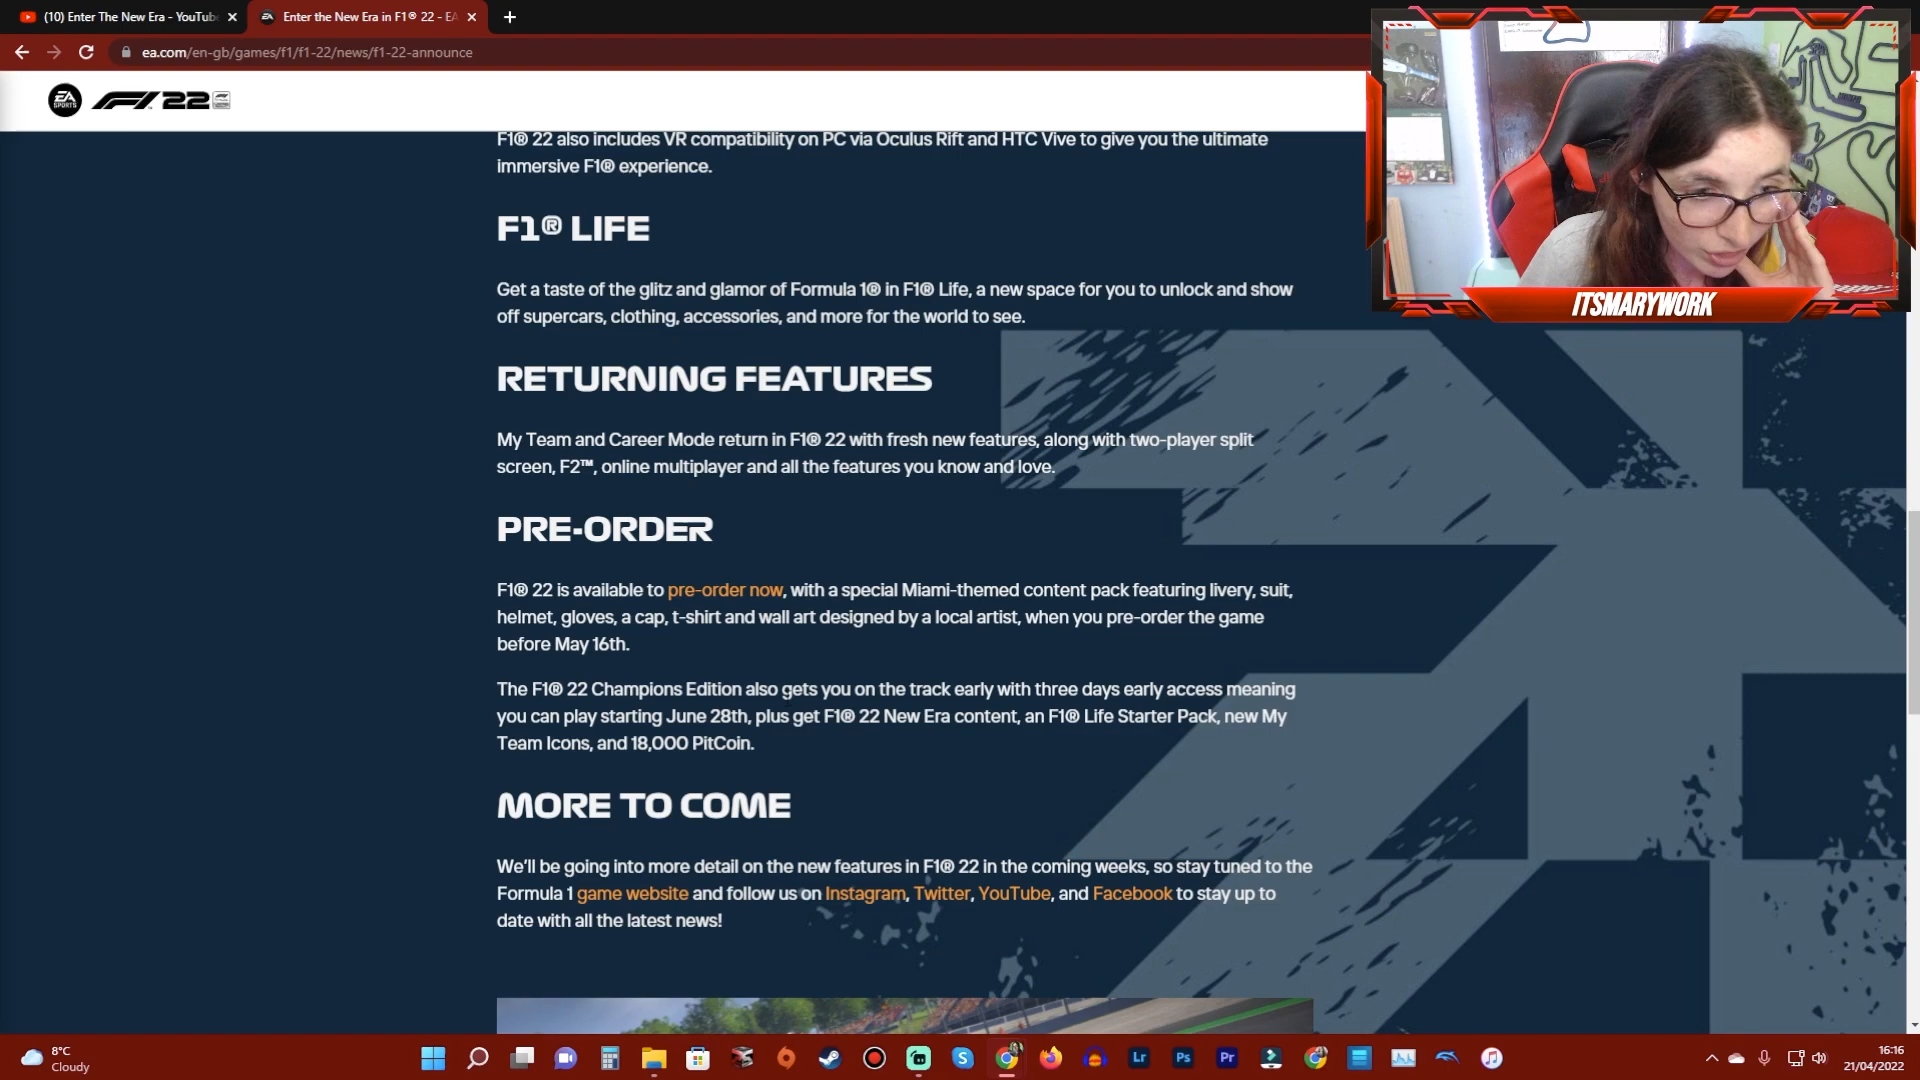 (10) Enter The New Era - YouTub
Enter the New Era in F1® 22 - EA
ea.com/en-gb/games/f1/f1-22/news/f1-22-announce
EA SPORTS F1 22
F1® 22 also includes VR compatibility on PC via Oculus Rift and HTC Vive to give you the ultimate
immersive F1® experience.
F1® LIFE
Get a taste of the glitz and glamor of Formula 1® in F1® Life, a new space for you to unlock and show
off supercars, clothing, accessories, and more for the world to see.
RETURNING FEATURES
My Team and Career Mode return in F1® 22 with fresh new features, along with two-player split
screen, F2™, online multiplayer and all the features you know and love.
PRE-ORDER
F1® 22 is available to pre-order now, with a special Miami-themed content pack featuring livery, suit,
helmet, gloves, a cap, t-shirt and wall art designed by a local artist, when you pre-order the game
before May 16th.
The F1® 22 Champions Edition also gets you on the track early with three days early access meaning
you can play starting June 28th, plus get F1® 22 New Era content, an F1® Life Starter Pack, new My
Team Icons, and 18,000 PitCoin.
MORE TO COME
We'll be going into more detail on the new features in F1® 22 in the coming weeks, so stay tuned to the
Formula 1 game website and follow us on Instagram, Twitter, YouTube, and Facebook to stay up to
date with all the latest news!
ITSMARYWORK
8°C
Cloudy
S
Lr
Ps
Pr
16:16
21/04/2022